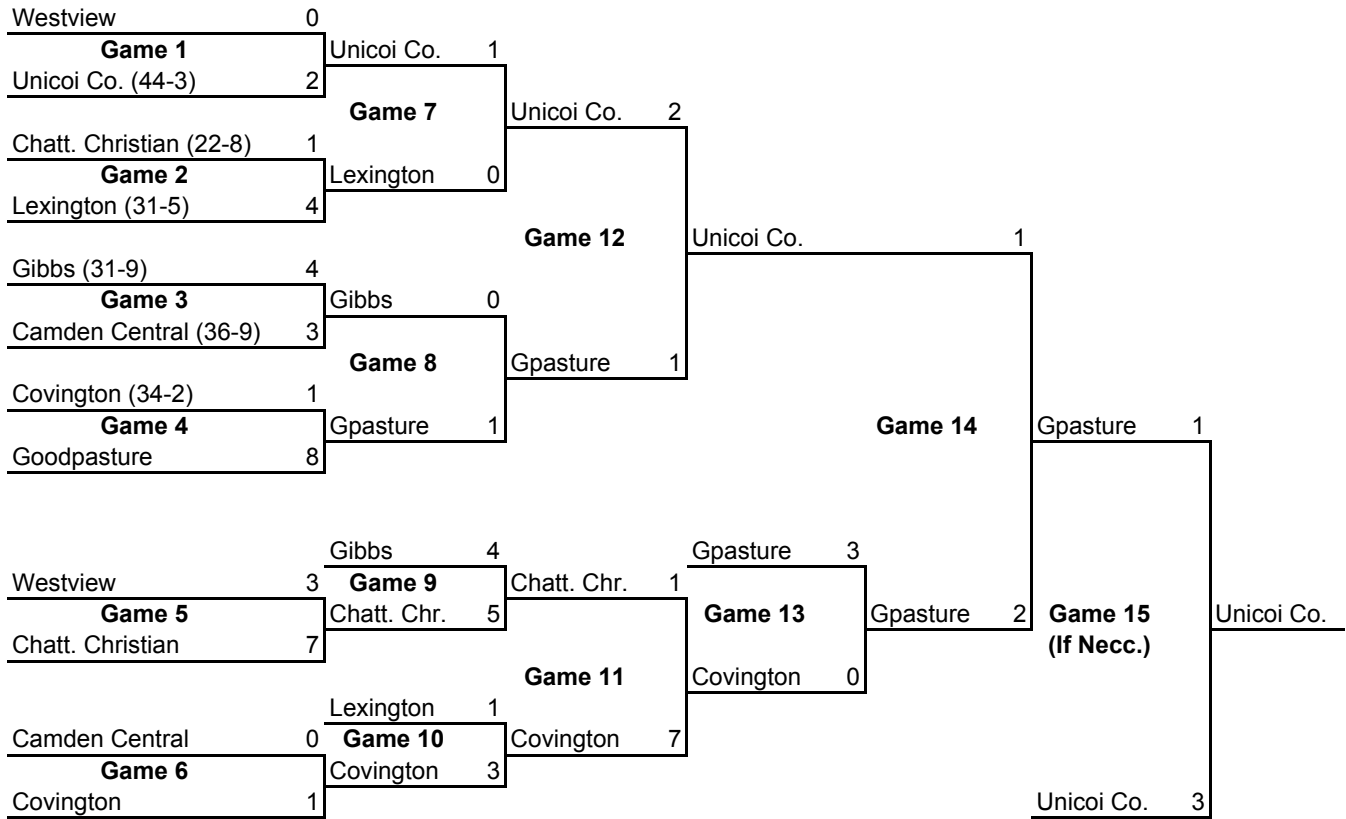 Westview 0
Game 1
Unicoi Co. (44-3) 2
Chatt. Christian (22-8) 1
Game 2
Lexington (31-5) 4
Gibbs (31-9) 4
Game 3
Camden Central (36-9) 3
Covington (34-2) 1
Game 4
Goodpasture 8
Westview 3
Game 5
Chatt. Christian 7
Camden Central 0
Game 6
Covington 1
Unicoi Co. 1
Game 7
Lexington 0
Gibbs 0
Game 8
Gpasture 1
Gibbs 4
Game 9
Chatt. Chr. 5
Lexington 1
Game 10
Covington 3
Unicoi Co. 2
Game 12
Gpasture 1
Chatt. Chr. 1
Game 11
Covington 7
Unicoi Co. 1
Game 14
Gpasture 3
Game 13
Covington 0
Gpasture 2
Gpasture 1
Game 15
(If Necc.)
Unicoi Co. 3
Unicoi Co.